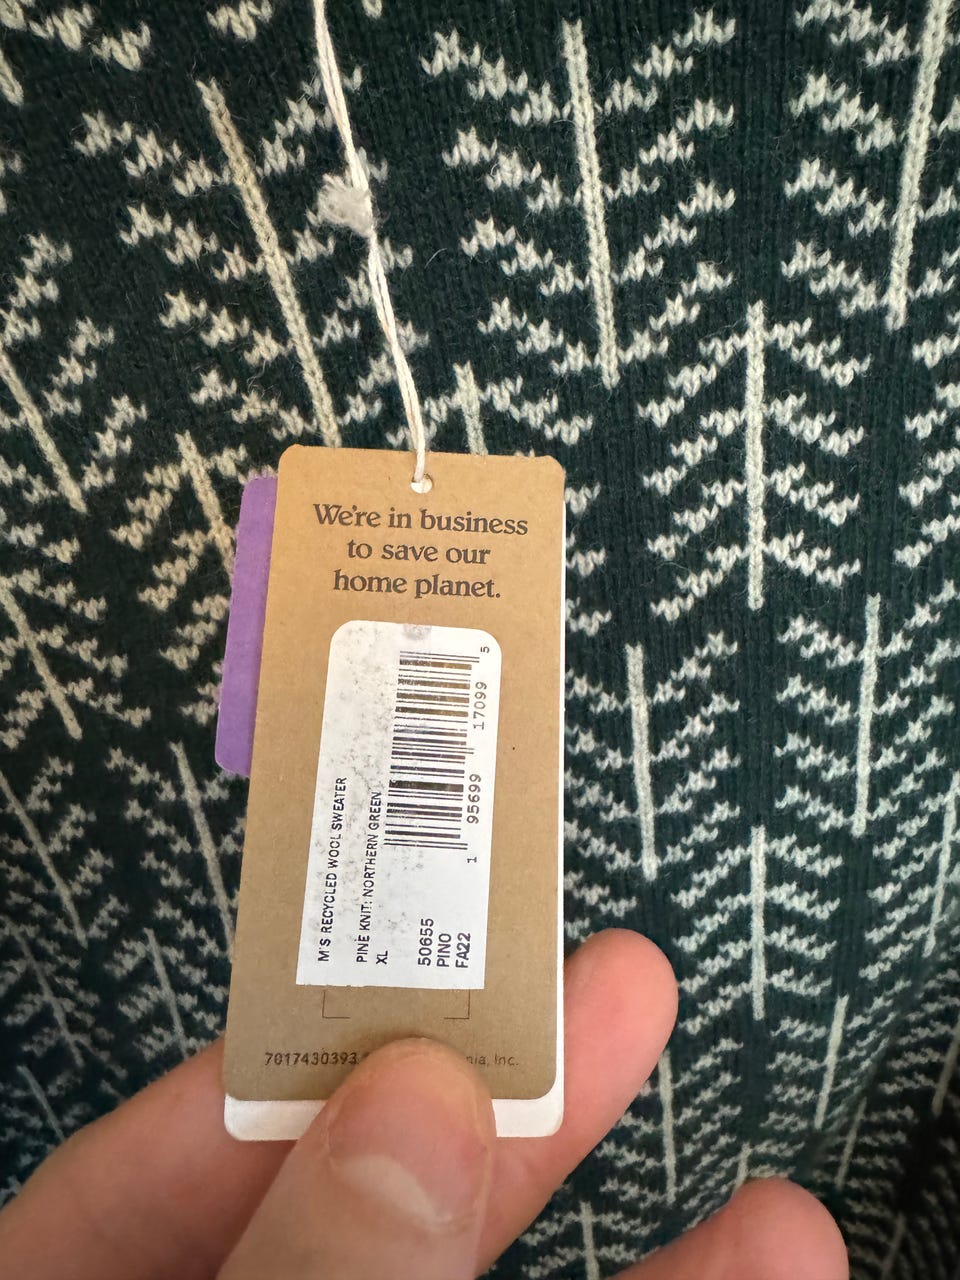 We're in business
to save our
home planet.
M'S RECYCLED WOOL SWEATER
PINE KNIT: NORTHERN GREEN
XL
50655
PINO
FA22
1 95699 17099 5
7017430393
Inc.